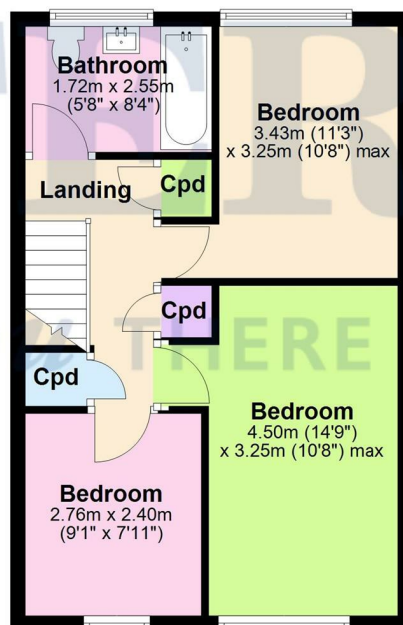 Bathroom
1.72m x 2.55m
(5'8" x 8'4")
Bedroom
3.43m (11'3")
x 3.25m (10'8") max
Landing
Cpd
Cpd
THERE
Cpd
Bedroom
4.50m (14'9")
x 3.25m (10'8") max
Bedroom
2.76m x 2.40m
(9'1" x 7'11")